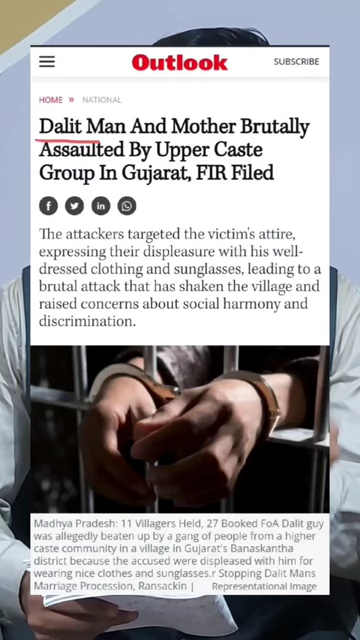 Outlook
SUBSCRIBE
HOME » NATIONAL
Dalit Man And Mother Brutally
Assaulted By Upper Caste
Group In Gujarat, FIR Filed
The attackers targeted the victim's attire,
expressing their displeasure with his well-
dressed clothing and sunglasses, leading to a
brutal attack that has shaken the village and
raised concerns about social harmony and
discrimination.
Madhya Pradesh: 11 Villagers Held, 27 Booked FoA Dalit guy
was allegedly beaten up by a gang of people from a higher
caste community in a village in Gujarat's Banaskantha
district because the accused were displeased with him for
wearing nice clothes and sunglasses.r Stopping Dalit Mans
Marriage Procession, Ransackin | Representational Image